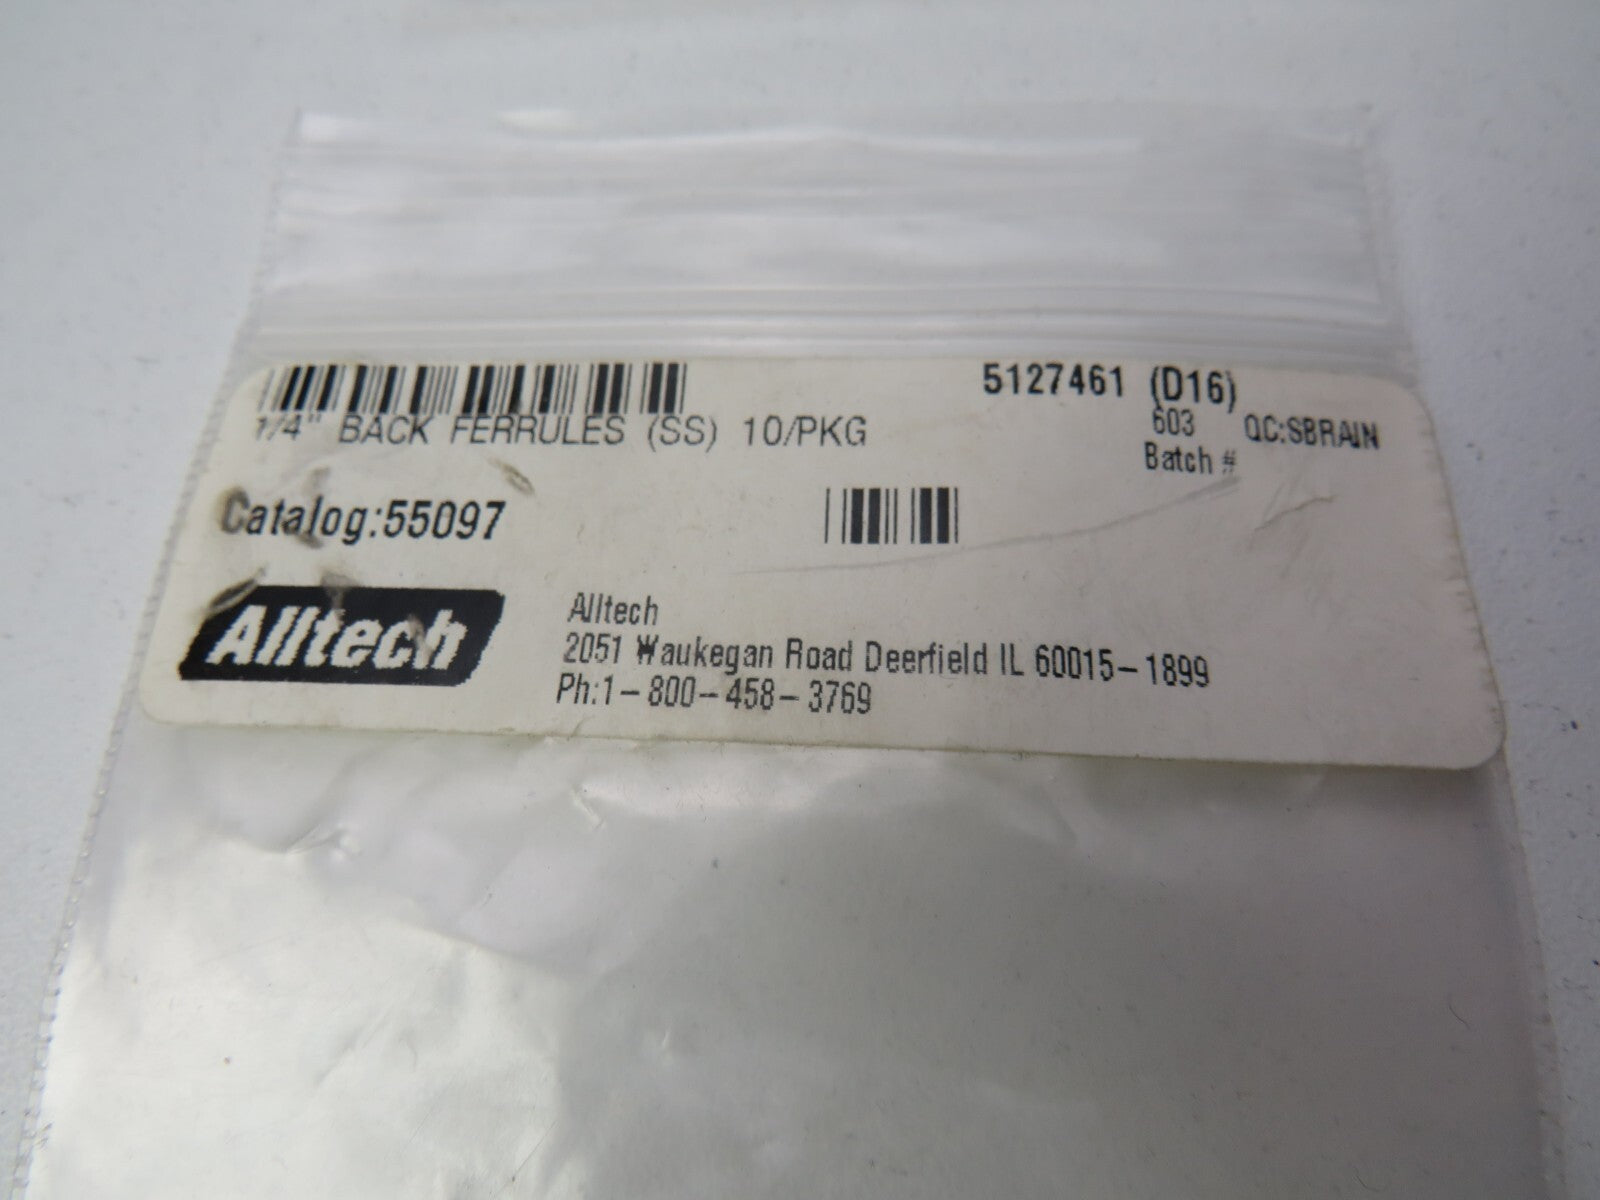 5127461 (D16)
1/4" BACK FERRULES (SS) 10/PKG
603 QC:SBRAIN
Batch #
Catalog:55097
Alltech
Alltech
2051 Waukegan Road Deerfield IL 60015-1899
Ph:1-800-458-3769